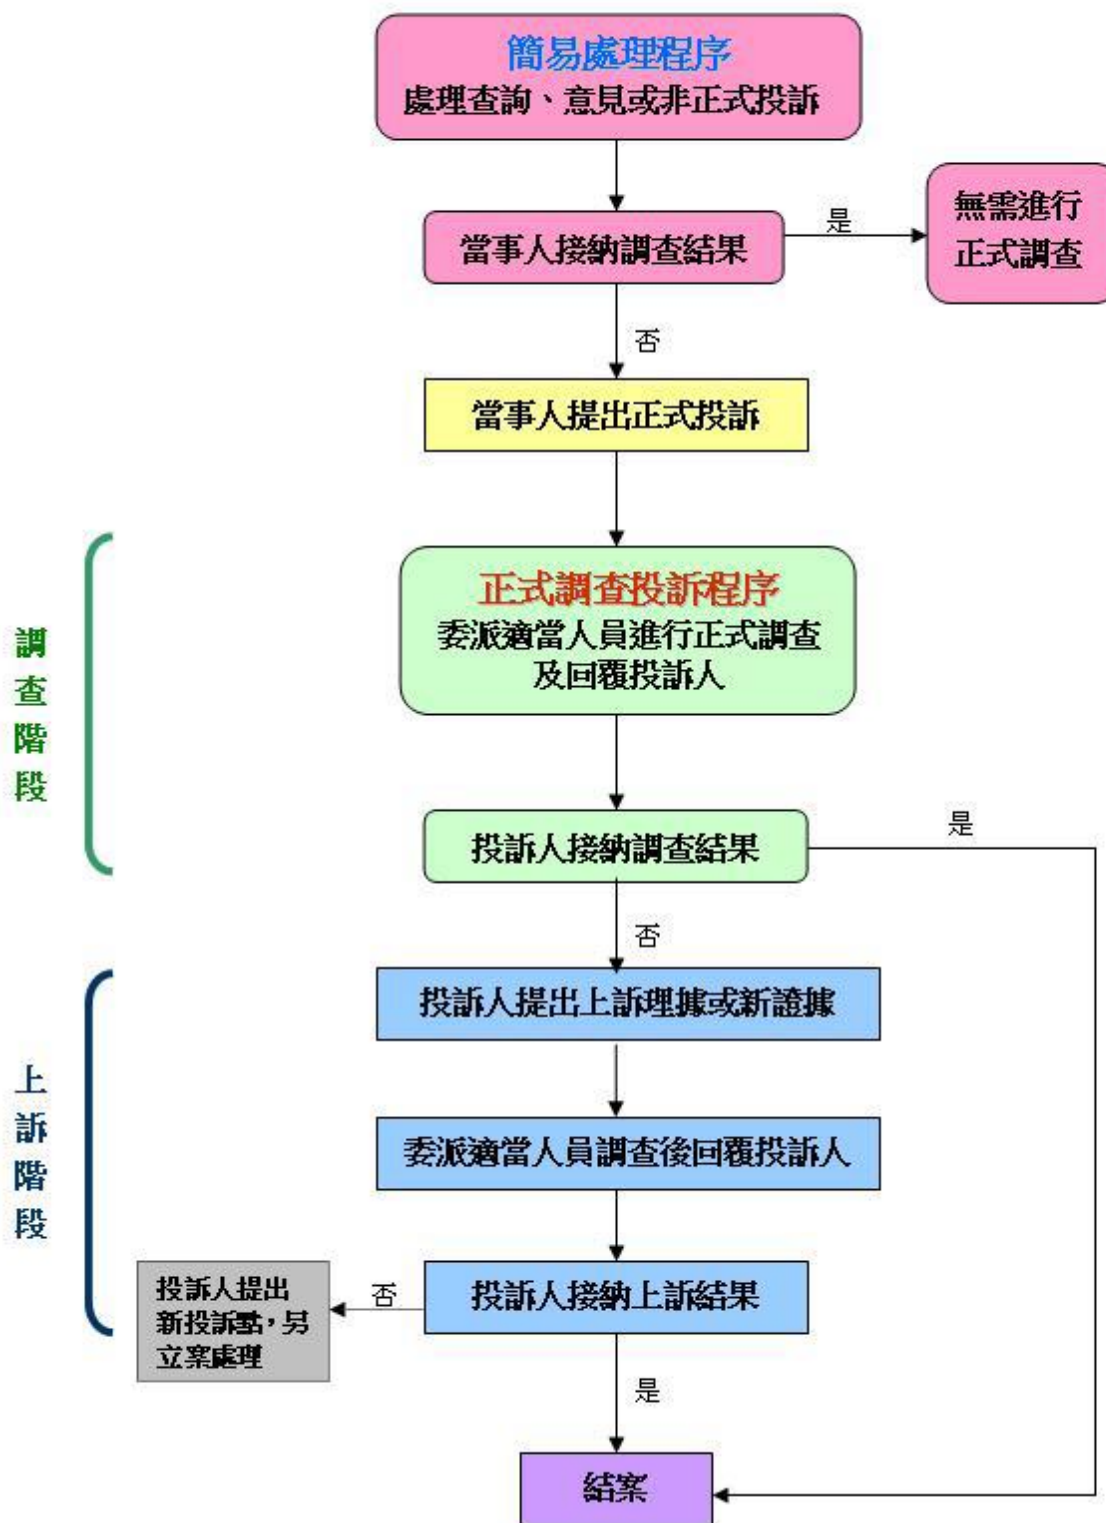 簡易處理程序
處理查詢、意見或非正式投訴
當事人接納調查結果
是
無需進行
正式調查
否
當事人提出正式投訴
調查階段
正式調查投訴程序
委派適當人員進行正式調查
及回覆投訴人
投訴人接納調查結果
是
否
上訴階段
投訴人提出上訴理據或新證據
委派適當人員調查後回覆投訴人
投訴人接納上訴結果
否
投訴人提出
新投訴點,另
立案處理
是
結案